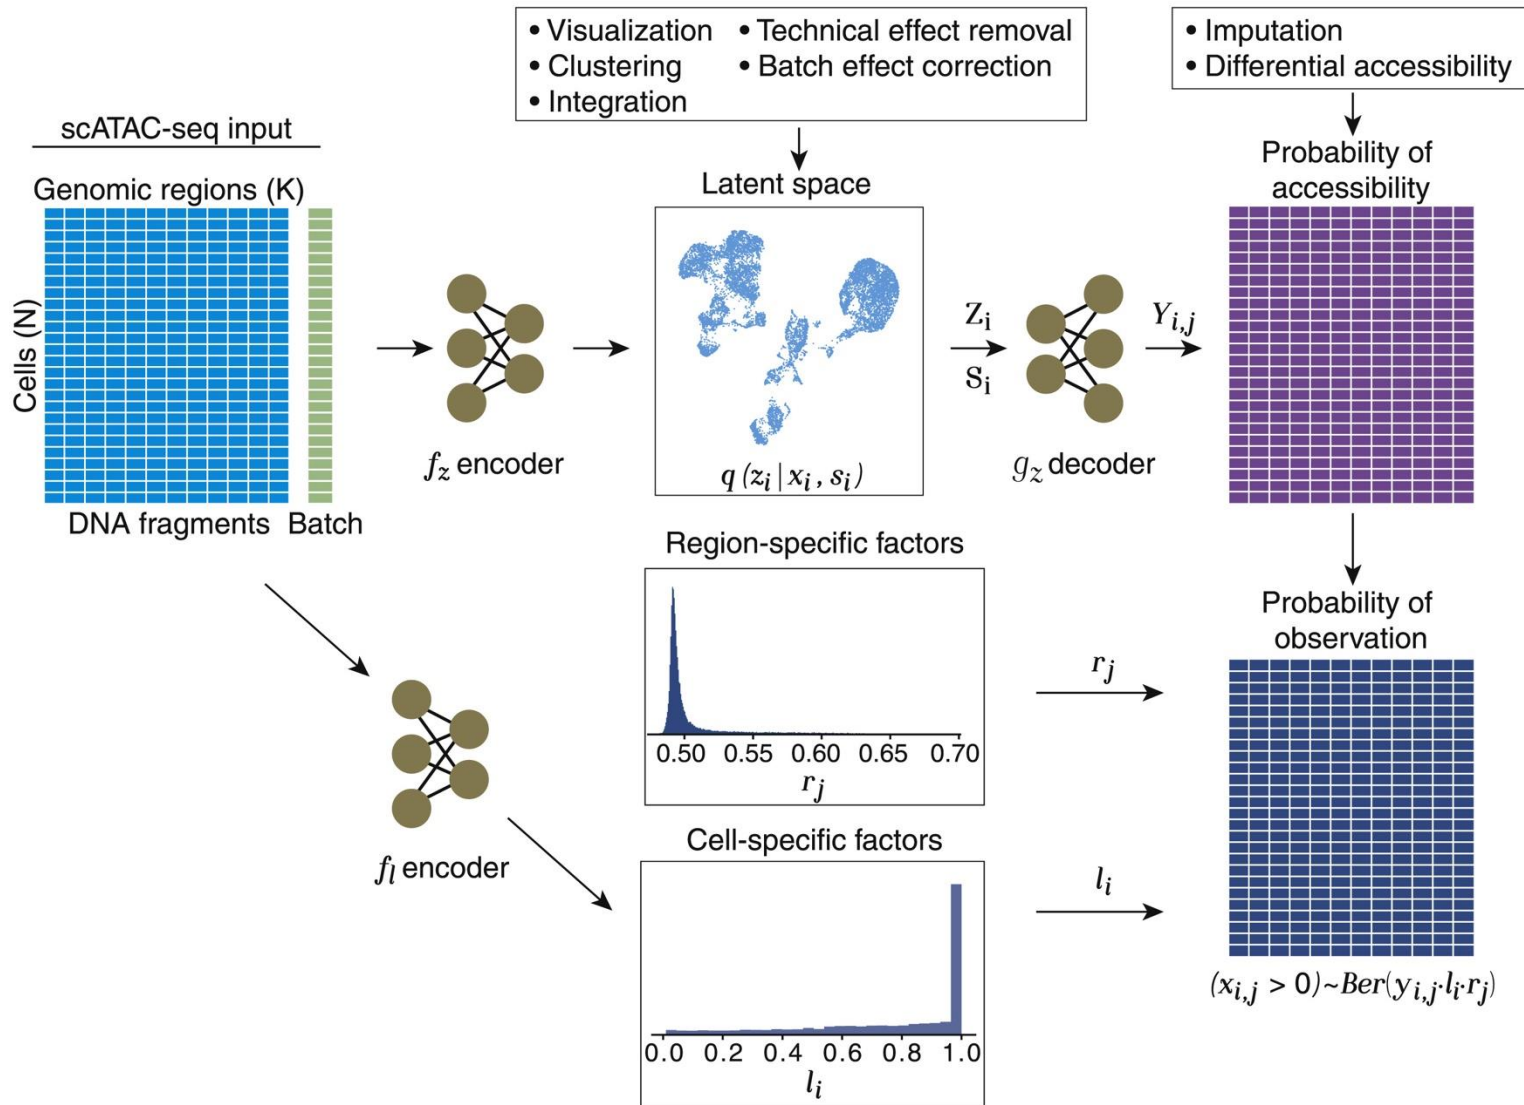 • Visualization • Technical effect removal
• Clustering • Batch effect correction
• Integration
• Imputation
• Differential accessibility
scATAC-seq input
Genomic regions (K)
Cells (N)
DNA fragments Batch
f_z encoder
Latent space
q (z_i | x_i , s_i )
Z_i
S_i
g_z decoder
Y_{i,j}
Probability of
accessibility
Region-specific factors
0.50 0.55 0.60 0.65 0.70
r_j
r_j
Probability of
observation
f_l encoder
Cell-specific factors
0.0 0.2 0.4 0.6 0.8 1.0
l_i
l_i
(x_{i,j} > 0)~Ber(y_{i,j}·l_i·r_j)